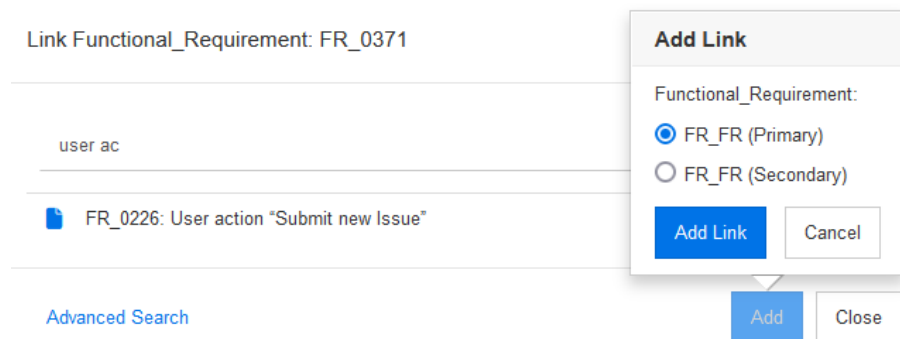 Link Functional_Requirement: FR_0371
user ac
FR_0226: User action “Submit new Issue”
Advanced Search
Add Link
Functional_Requirement:
FR_FR (Primary)
FR_FR (Secondary)
Add Link
Cancel
Add
Close